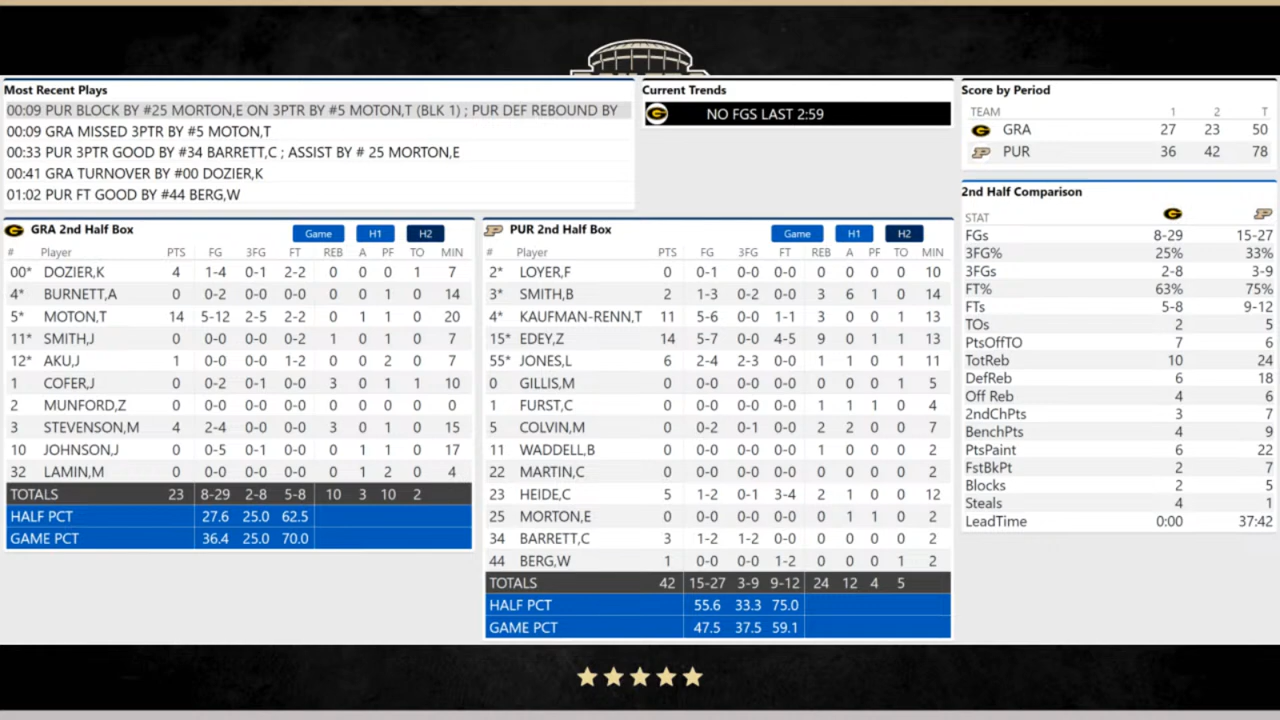 Most Recent Plays
00:09 PUR BLOCK BY #25 MORTON,E ON 3PTR BY #5 MOTON,T (BLK 1) ; PUR DEF REBOUND BY
00:09 GRA MISSED 3PTR BY #5 MOTON,T
00:33 PUR 3PTR GOOD BY #34 BARRETT,C ; ASSIST BY # 25 MORTON,E
00:41 GRA TURNOVER BY #00 DOZIER,K
01:02 PUR FT GOOD BY #44 BERG,W
Current Trends
NO FGS LAST 2:59
Score by Period
TEAM 1 2 T
GRA 27 23 50
PUR 36 42 78
GRA 2nd Half Box Game H1 H2
# Player PTS FG 3FG FT REB A PF TO MIN
00* DOZIER,K 4 1-4 0-1 2-2 0 0 0 1 7
4* BURNETT,A 0 0-2 0-0 0-0 0 0 1 0 14
5* MOTON,T 14 5-12 2-5 2-2 0 1 1 0 20
11* SMITH,J 0 0-0 0-0 0-2 1 0 1 0 7
12* AKU,J 1 0-0 0-0 1-2 0 0 2 0 7
1 COFER,J 0 0-2 0-1 0-0 3 0 1 1 10
2 MUNFORD,Z 0 0-0 0-0 0-0 0 0 0 0 0
3 STEVENSON,M 4 2-4 0-0 0-0 3 0 1 0 15
10 JOHNSON,J 0 0-5 0-1 0-0 0 1 1 0 17
32 LAMIN,M 0 0-0 0-0 0-0 0 1 2 0 4
TOTALS 23 8-29 2-8 5-8 10 3 10 2
HALF PCT 27.6 25.0 62.5
GAME PCT 36.4 25.0 70.0
PUR 2nd Half Box Game H1 H2
# Player PTS FG 3FG FT REB A PF TO MIN
2* LOYER,F 0 0-1 0-0 0-0 0 0 0 0 10
3* SMITH,B 2 1-3 0-2 0-0 3 6 1 0 14
4* KAUFMAN-RENN,T 11 5-6 0-0 1-1 3 0 0 1 13
15* EDEY,Z 14 5-7 0-0 4-5 9 0 1 1 13
55* JONES,L 6 2-4 2-3 0-0 1 1 0 1 11
0 GILLIS,M 0 0-0 0-0 0-0 0 0 0 1 5
1 FURST,C 0 0-0 0-0 0-0 1 1 1 0 4
5 COLVIN,M 0 0-2 0-1 0-0 2 2 0 0 7
11 WADDELL,B 0 0-0 0-0 0-0 1 0 0 0 2
22 MARTIN,C 0 0-0 0-0 0-0 0 0 0 0 2
23 HEIDE,C 5 1-2 0-1 3-4 2 1 0 0 12
25 MORTON,E 0 0-0 0-0 0-0 0 1 1 0 2
34 BARRETT,C 3 1-2 1-2 0-0 0 0 0 0 2
44 BERG,W 1 0-0 0-0 1-2 0 0 0 1 2
TOTALS 42 15-27 3-9 9-12 24 12 4 5
HALF PCT 55.6 33.3 75.0
GAME PCT 47.5 37.5 59.1
2nd Half Comparison
STAT
FGs 8-29 15-27
3FG% 25% 33%
3FGs 2-8 3-9
FT% 63% 75%
FTs 5-8 9-12
TOs 2 5
PtsOffTO 7 6
TotReb 10 24
DefReb 6 18
Off Reb 4 6
2ndChPts 3 7
BenchPts 4 9
PtsPaint 6 22
FstBkPt 2 7
Blocks 2 5
Steals 4 1
LeadTime 0:00 37:42